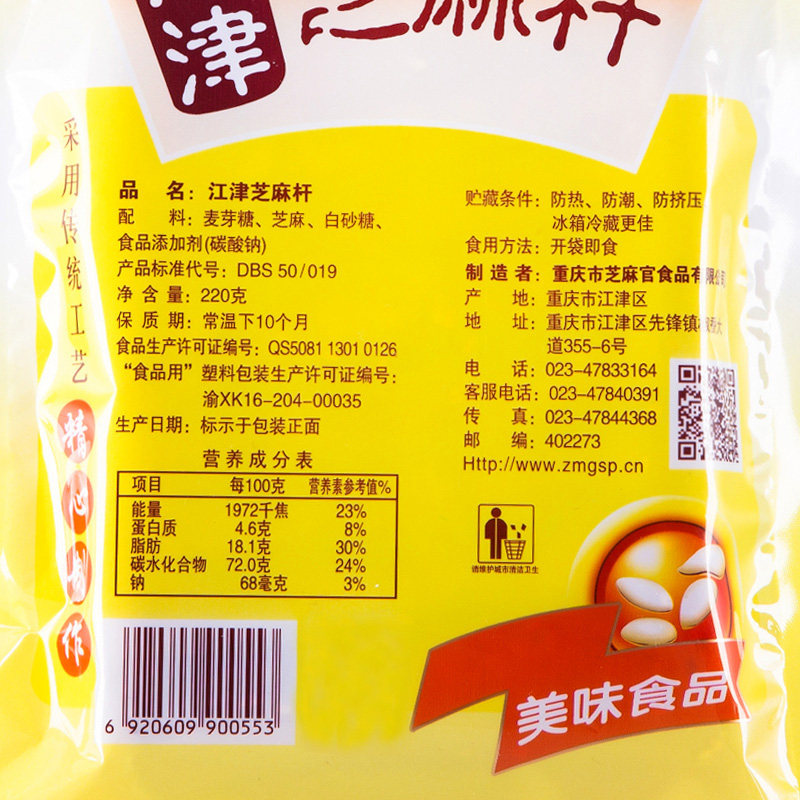 津
芝麻杆
采用传统工艺
精心制作
品 名：江津芝麻杆
配 料：麦芽糖、芝麻、白砂糖、
食品添加剂(碳酸钠)
产品标准代号：DBS 50/019
净 含 量：220克
保 质 期：常温下10个月
食品生产许可证编号：QS5081 1301 0126
“食品用”塑料包装生产许可证编号：
渝XK16-204-00035
生产日期：标示于包装正面
营养成分表
项目 每100克 营养素参考值%
能量 1972千焦 23%
蛋白质 4.6克 8%
脂肪 18.1克 30%
碳水化合物 72.0克 24%
钠 68毫克 3%
6 920609 900553
贮藏条件：防热、防潮、防挤压
冰箱冷藏更佳
食用方法：开袋即食
制 造 者：重庆市芝麻官食品有限公司
产 地：重庆市江津区
地 址：重庆市江津区先锋镇
大
道355-6号
电 话：023-47833164
客服电话：023-47840391
传 真：023-47844368
邮 编：402273
Http://www.zmgsp.cn
请维护城市清洁卫生
美味食品